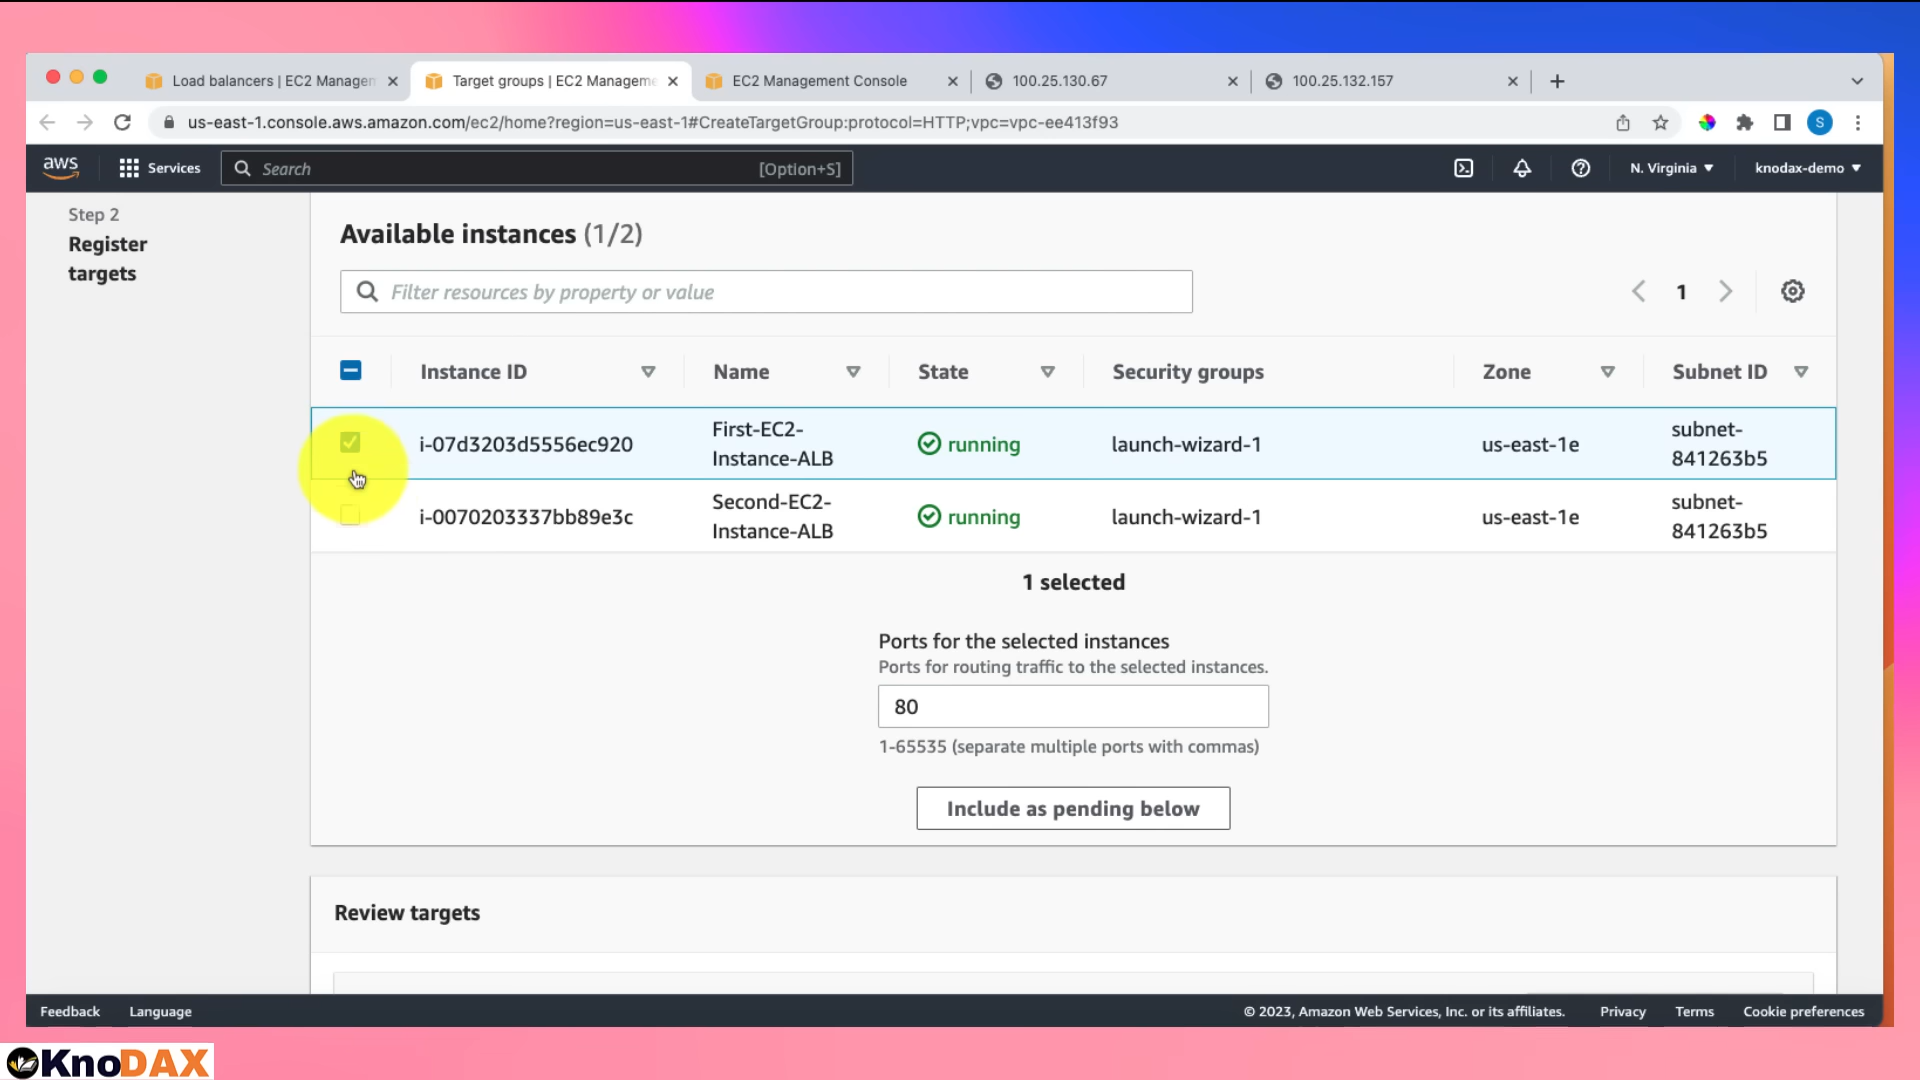 Load balancers | EC2 Managen
Target groups | EC2 Manageme
EC2 Management Console
100.25.130.67
100.25.132.157
us-east-1.console.aws.amazon.com/ec2/home?region=us-east-1#CreateTargetGroup:protocol=HTTP;vpc=vpc-ee413f93
S
aws
Services
Search
[Option+S]
N. Virginia
knodax-demo
Step 2
Register
targets
Available instances (1/2)
Filter resources by property or value
1
Instance ID
Name
State
Security groups
Zone
Subnet ID
i-07d3203d5556ec920
First-EC2-
Instance-ALB
running
launch-wizard-1
us-east-1e
subnet-
841263b5
i-0070203337bb89e3c
Second-EC2-
Instance-ALB
running
launch-wizard-1
us-east-1e
subnet-
841263b5
1 selected
Ports for the selected instances
Ports for routing traffic to the selected instances.
80
1-65535 (separate multiple ports with commas)
Include as pending below
Review targets
Feedback
Language
© 2023, Amazon Web Services, Inc. or its affiliates.
Privacy
Terms
Cookie preferences
KnoDAX